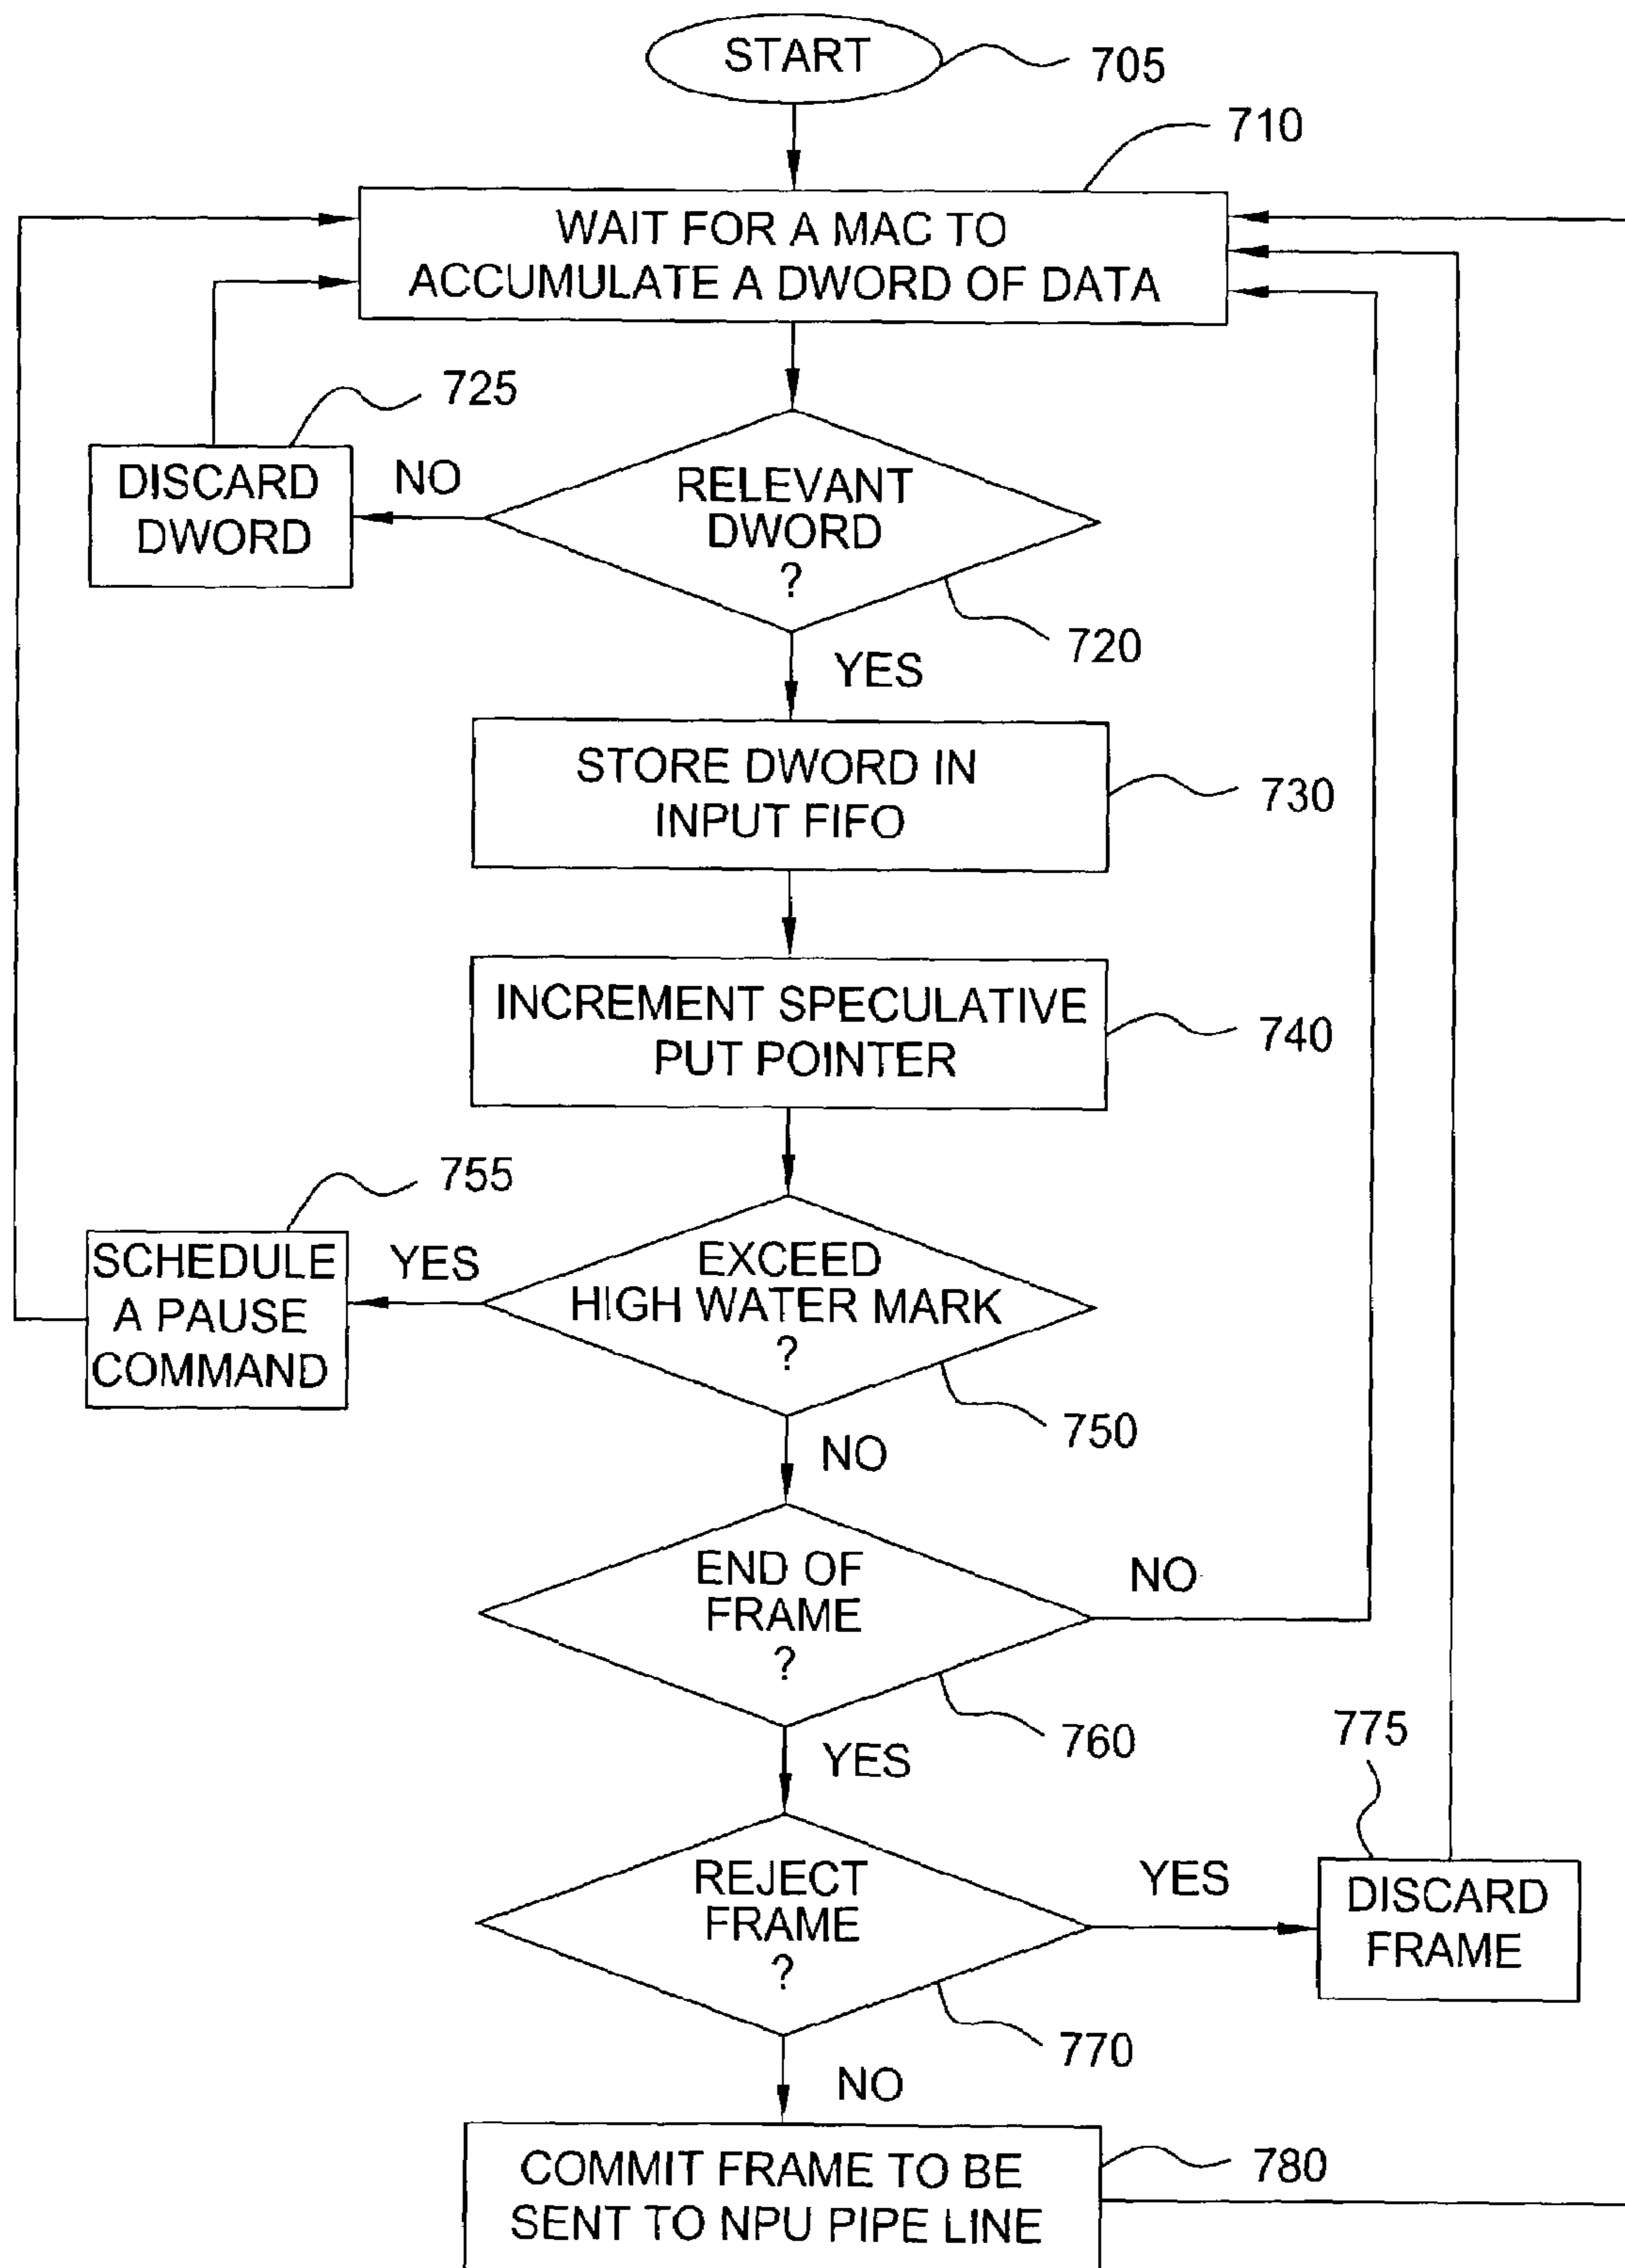 START
705
710
WAIT FOR A MAC TO
ACCUMULATE A DWORD OF DATA
725
DISCARD
DWORD
NO
RELEVANT
DWORD
?
720
YES
STORE DWORD IN
INPUT FIFO
730
INCREMENT SPECULATIVE
PUT POINTER
740
755
SCHEDULE
A PAUSE
COMMAND
YES
EXCEED
HIGH WATER MARK
?
750
NO
END OF
FRAME
?
NO
760
YES
775
REJECT
FRAME
?
YES
DISCARD
FRAME
770
NO
COMMIT FRAME TO BE
SENT TO NPU PIPE LINE
780